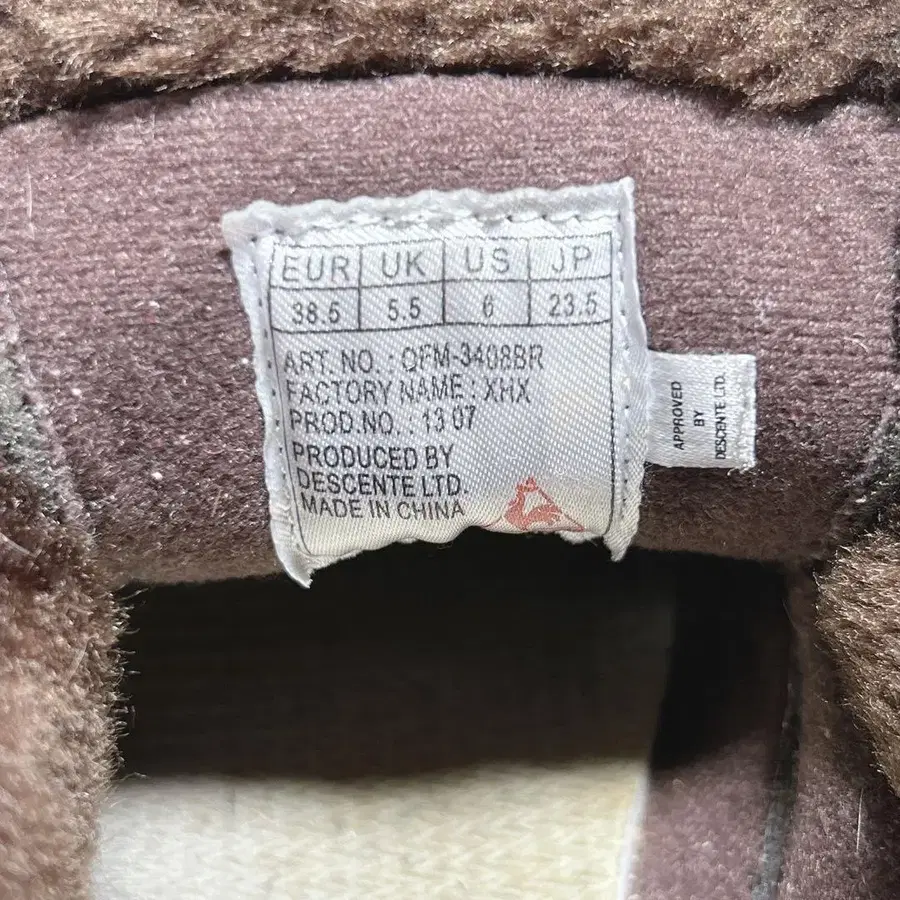 EUR UK US JP
38.5 5.5 6 23.5
ART. NO. : QFM-3408BR
FACTORY NAME : XHX
PROD.NO. : 13 07
PRODUCED BY
DESCENTE LTD.
MADE IN CHINA
APPROVED
BY
DESCENTE LTD.